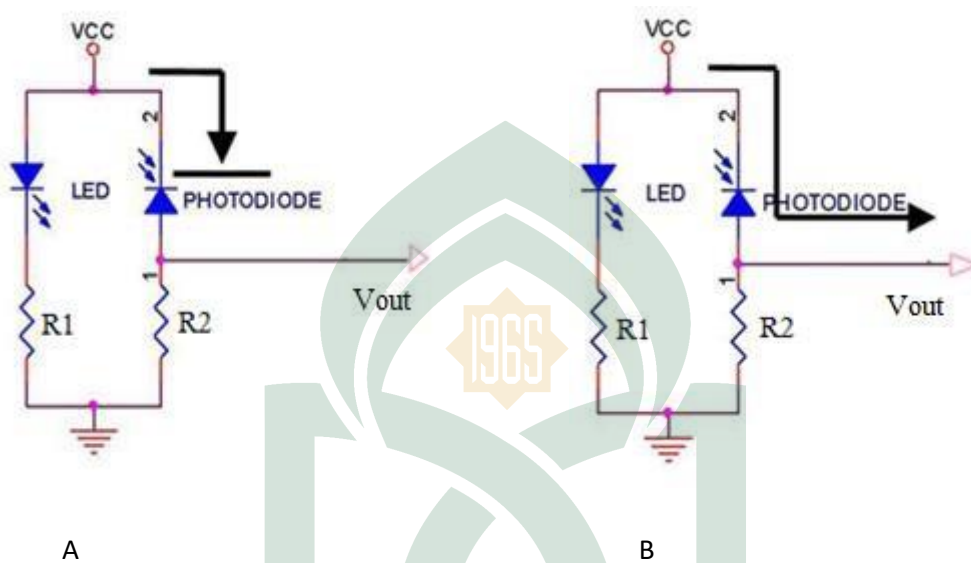 VCC
2
LED
PHOTODIODE
1
Vout
R1
R2
A
VCC
2
LED
PHOTODIODE
1
Vout
R1
R2
B
1965